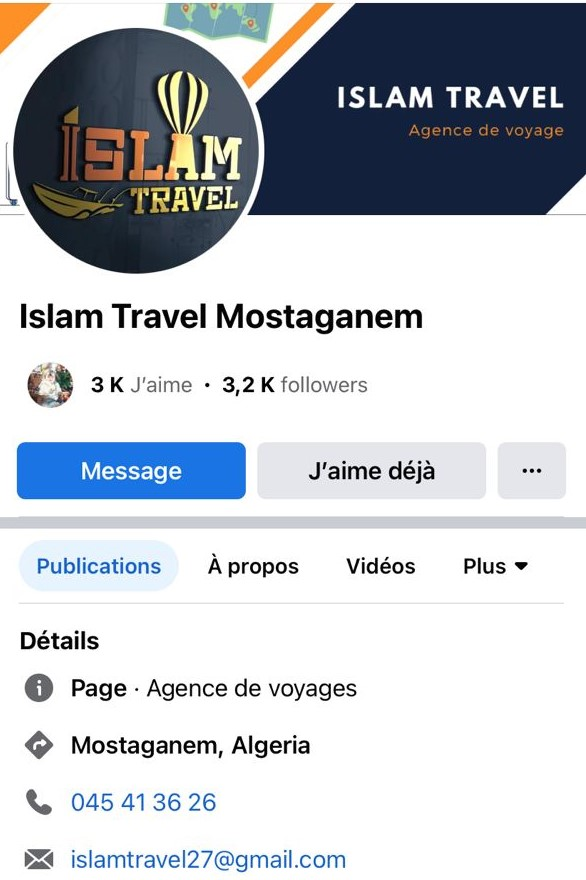 ISLAM TRAVEL
Agence de voyage
ISLAM
TRAVEL
Islam Travel Mostaganem
3 K J’aime · 3,2 K followers
Message
J’aime déjà
Publications
À propos
Vidéos
Plus
Détails
Page · Agence de voyages
Mostaganem, Algeria
045 41 36 26
islamtravel27@gmail.com